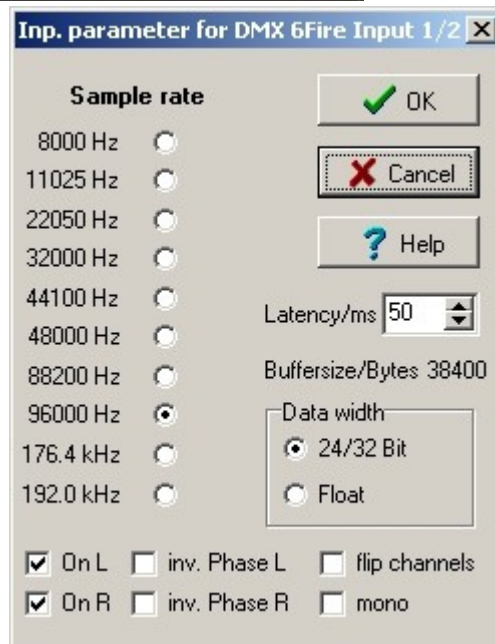 Inp. parameter for DMX 6Fire Input 1/2
Sample rate
8000 Hz
11025 Hz
22050 Hz
32000 Hz
44100 Hz
48000 Hz
88200 Hz
96000 Hz
176.4 kHz
192.0 kHz
OK
Cancel
Help
Latency/ms 50
Buffersize/Bytes 38400
Data width
24/32 Bit
Float
On L inv. Phase L flip channels
On R inv. Phase R mono